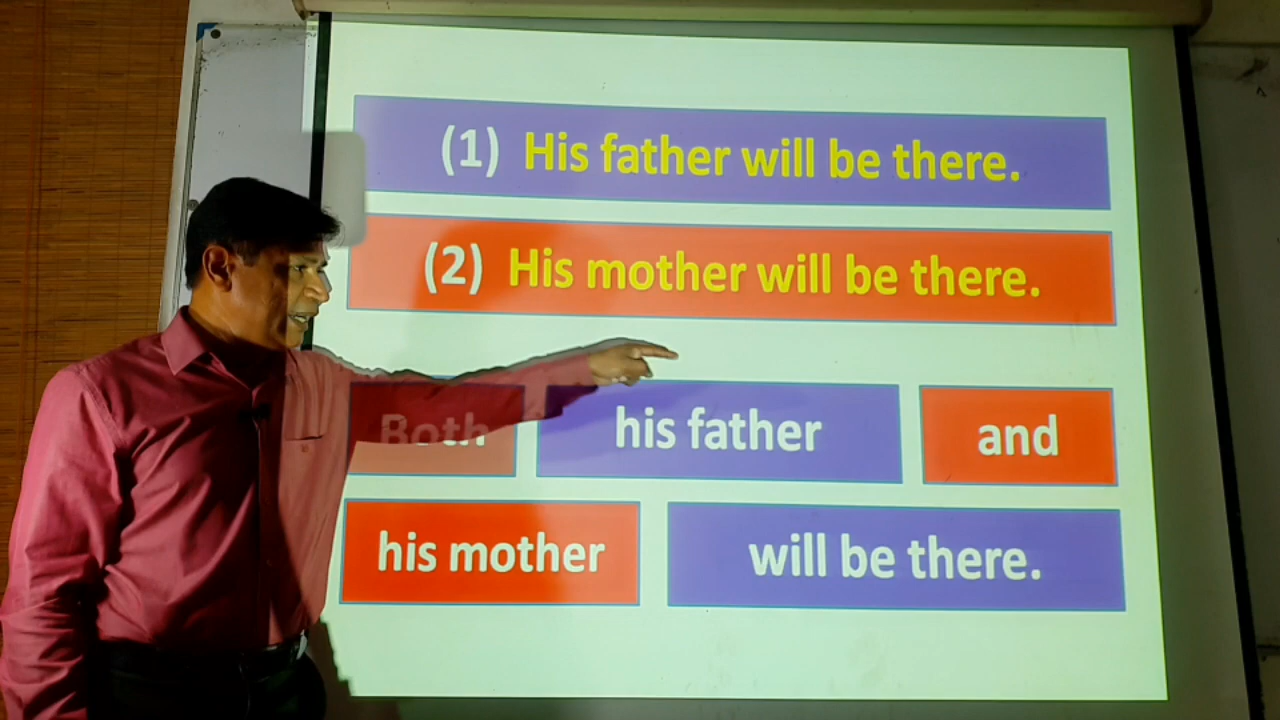 (1) His father will be there.
(2) His mother will be there.
Both his father and
his mother will be there.